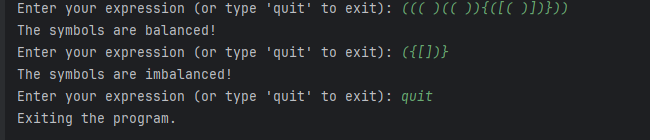 Enter your expression (or type 'quit' to exit): ((( )(( )){([( )])}))
The symbols are balanced!
Enter your expression (or type 'quit' to exit): ({[])}
The symbols are imbalanced!
Enter your expression (or type 'quit' to exit): quit
Exiting the program.